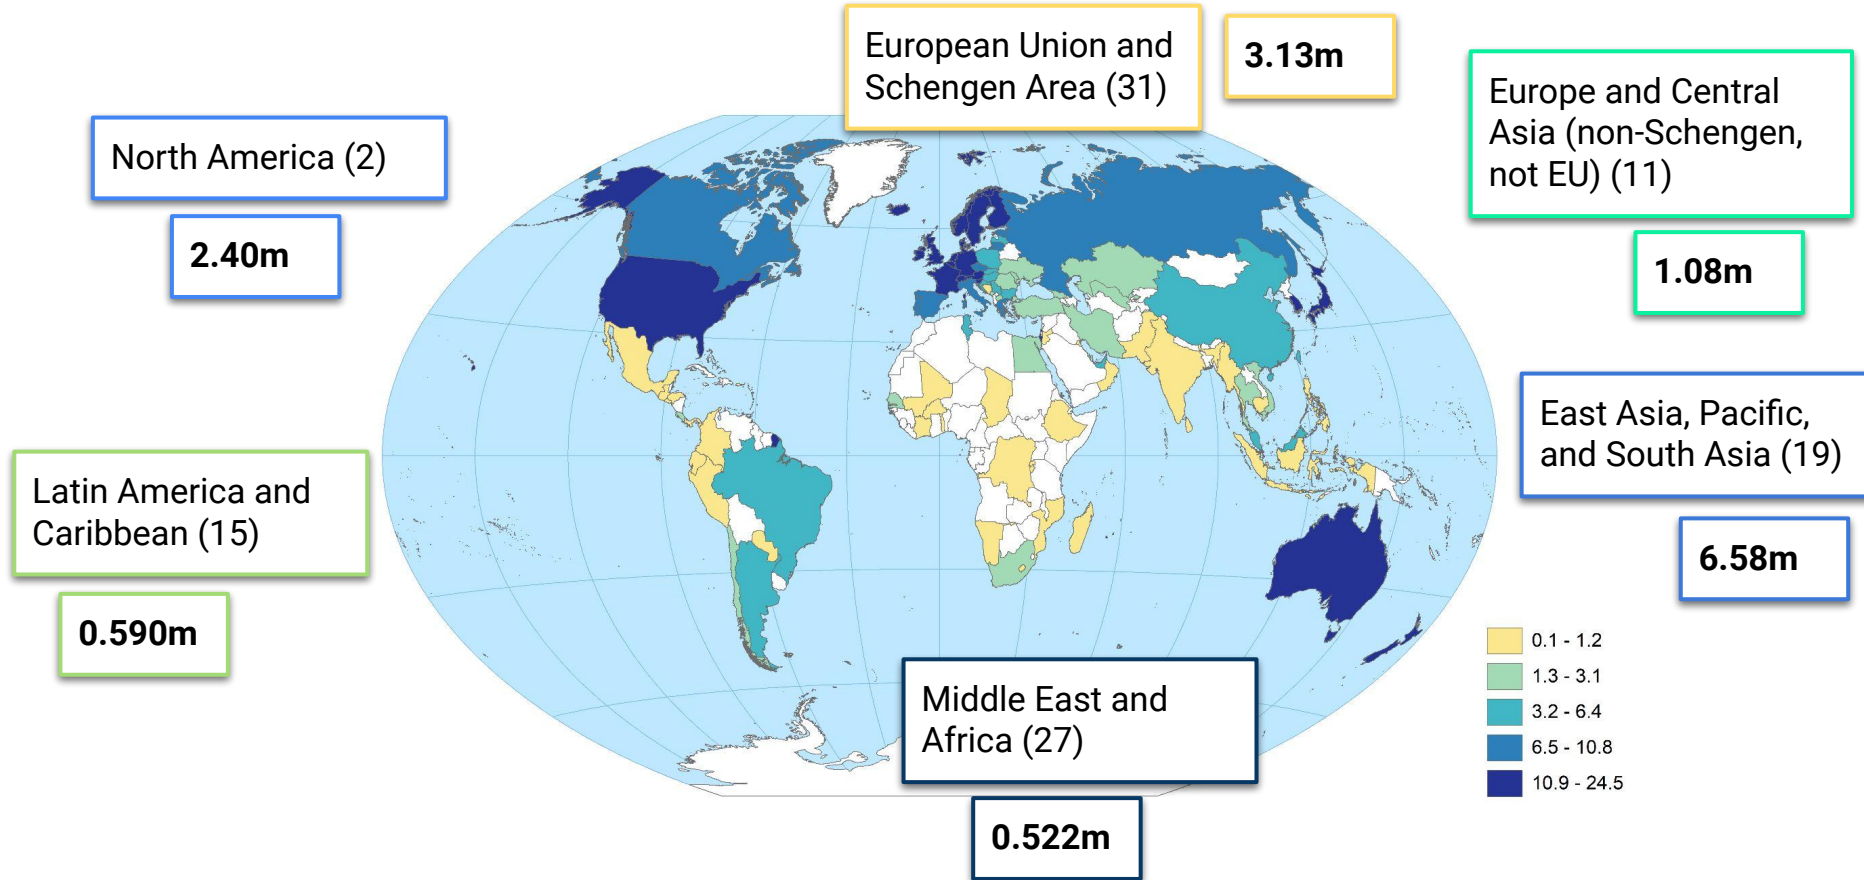 European Union and
Schengen Area (31)
3.13m
Europe and Central
Asia (non-Schengen,
not EU) (11)
1.08m
North America (2)
2.40m
East Asia, Pacific,
and South Asia (19)
6.58m
Latin America and
Caribbean (15)
0.590m
Middle East and
Africa (27)
0.522m
0.1 - 1.2
1.3 - 3.1
3.2 - 6.4
6.5 - 10.8
10.9 - 24.5